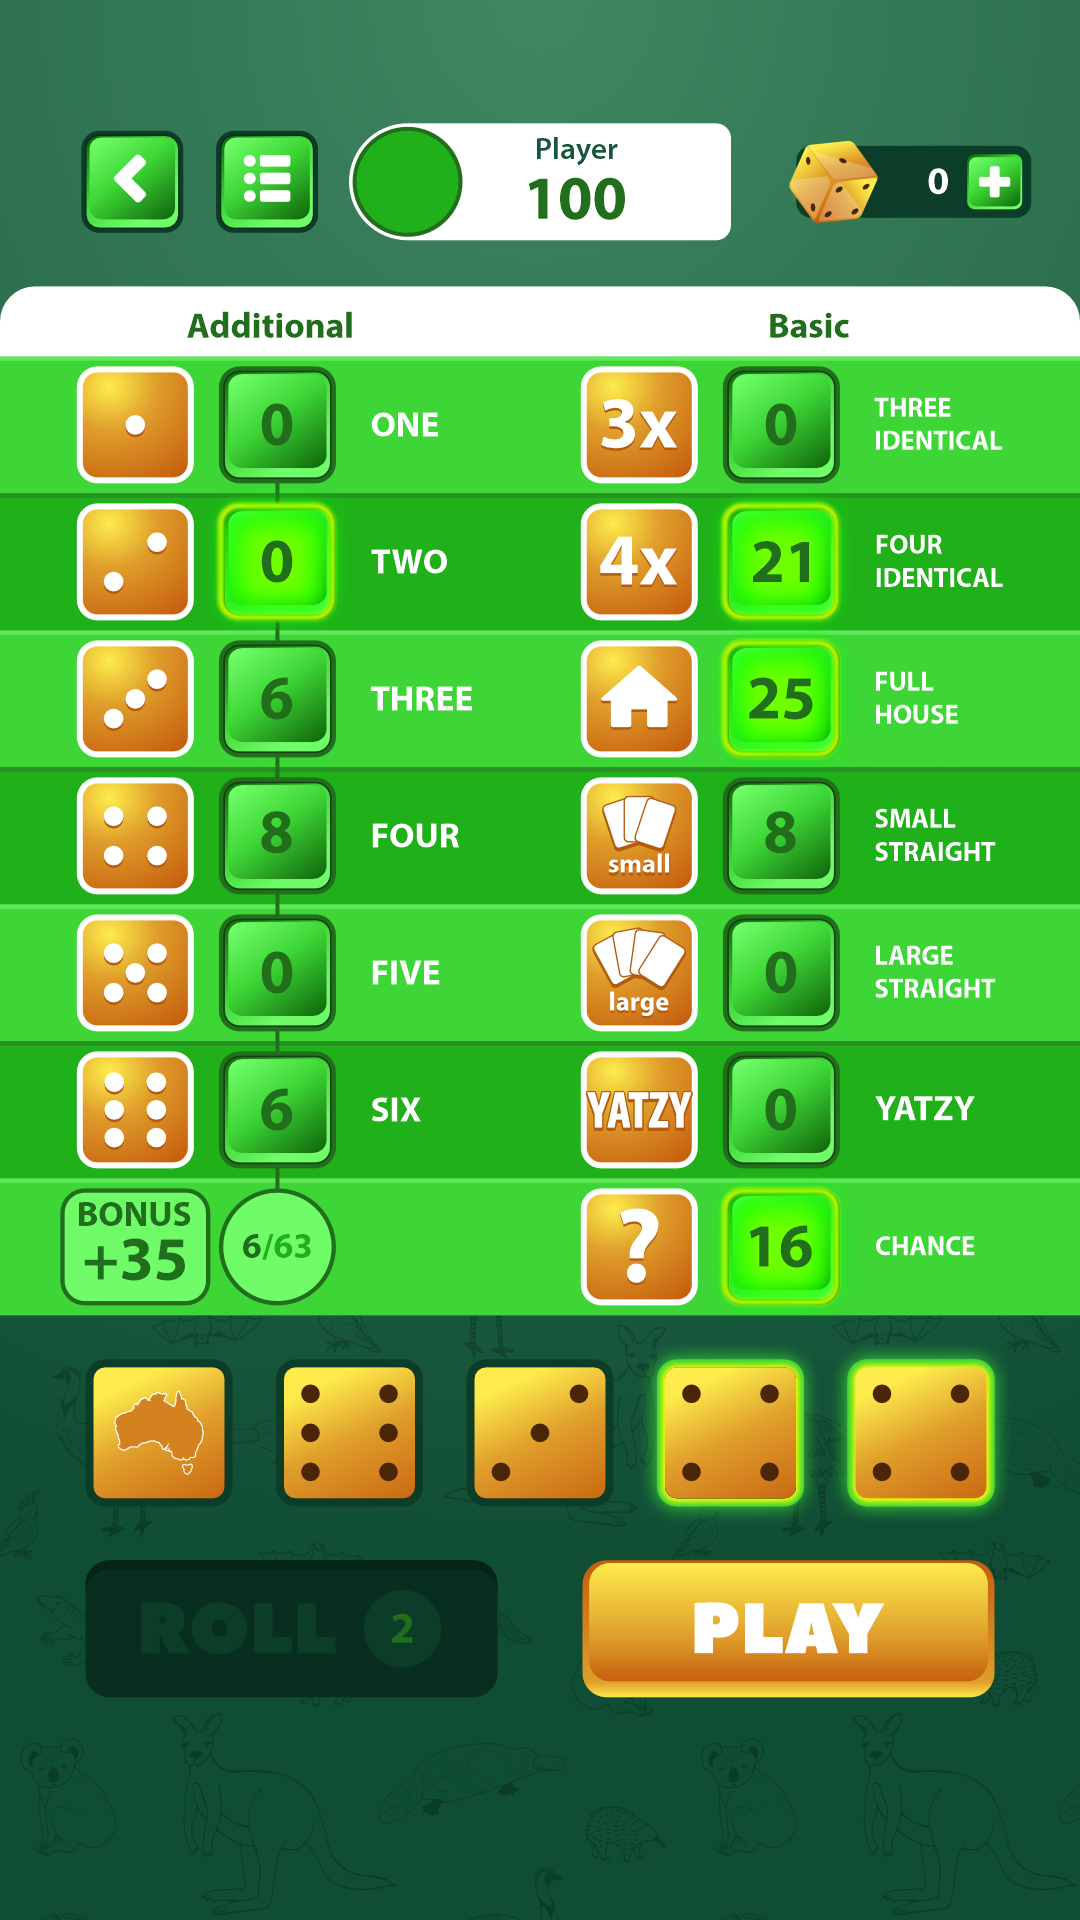 Player
100
0
Additional
Basic
0
ONE
3x
0
THREE
IDENTICAL
0
TWO
4x
21
FOUR
IDENTICAL
6
THREE
25
FULL
HOUSE
8
FOUR
small
8
SMALL
STRAIGHT
0
FIVE
large
0
LARGE
STRAIGHT
6
SIX
YATZY
0
YATZY
BONUS
+35
6/63
?
16
CHANCE
ROLL 2
PLAY